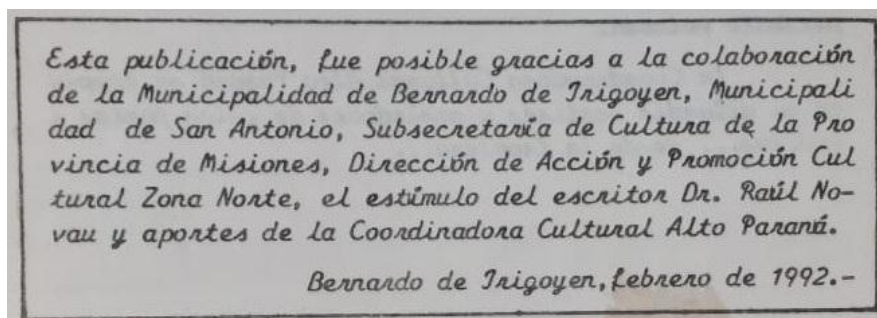 Esta publicación, fue posible gracias a la colaboración
de la Municipalidad de Bernardo de Irigoyen, Municipali
dad de San Antonio, Subsecretaría de Cultura de la Pro
vincia de Misiones, Dirección de Acción y Promoción Cul
tural Zona Norte, el estímulo del escritor Dr. Raúl No-
vau y aportes de la Coordinadora Cultural Alto Paraná.
Bernardo de Irigoyen, febrero de 1992.-